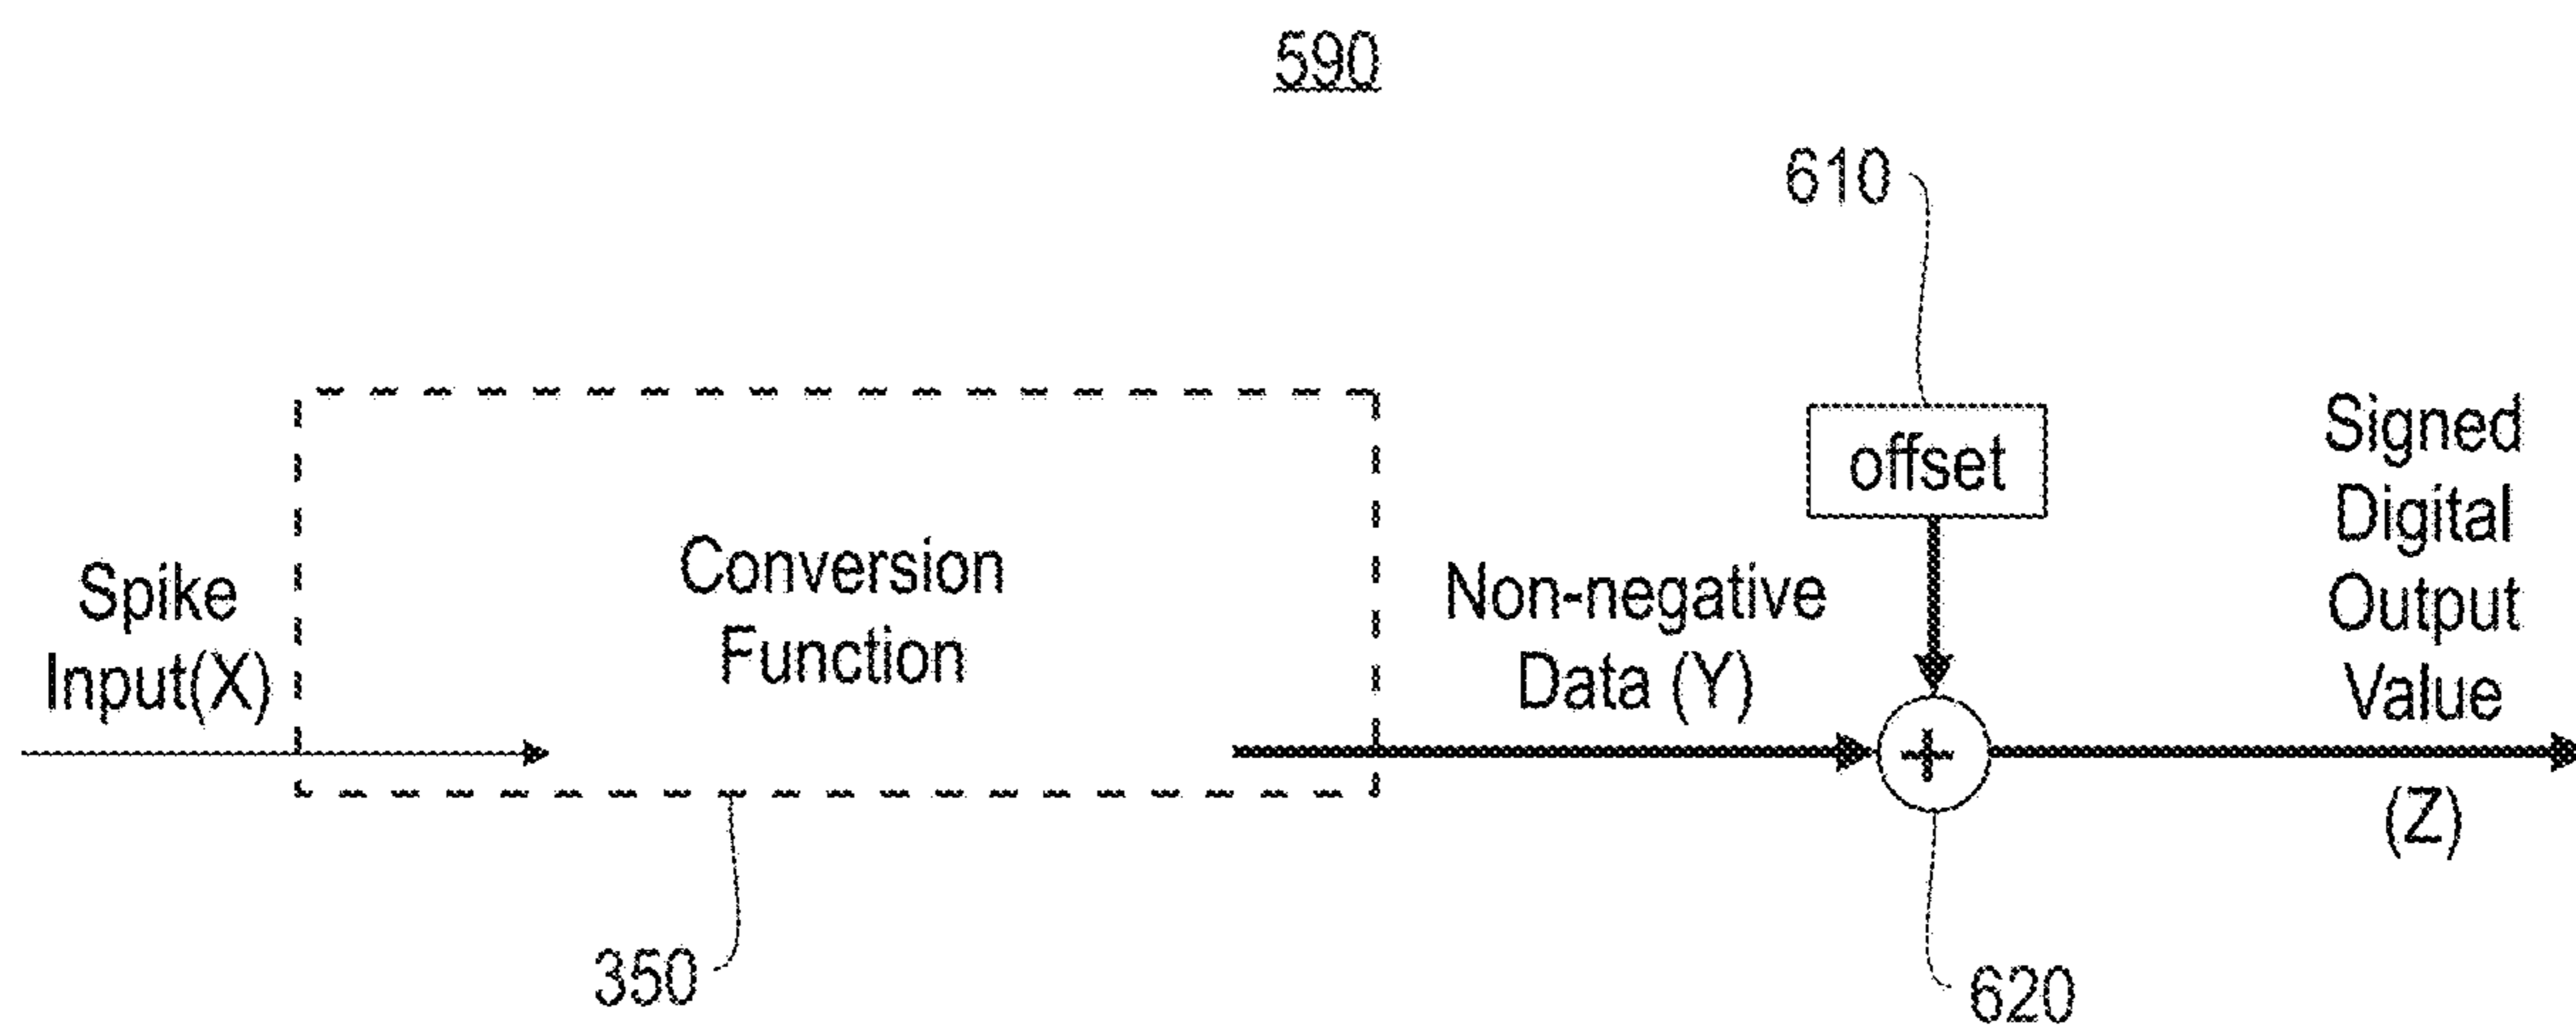 590
610
offset
Signed
Digital
Output
Value
(Z)
Spike
Input(X)
Conversion
Function
Non-negative
Data (Y)
+
350
620